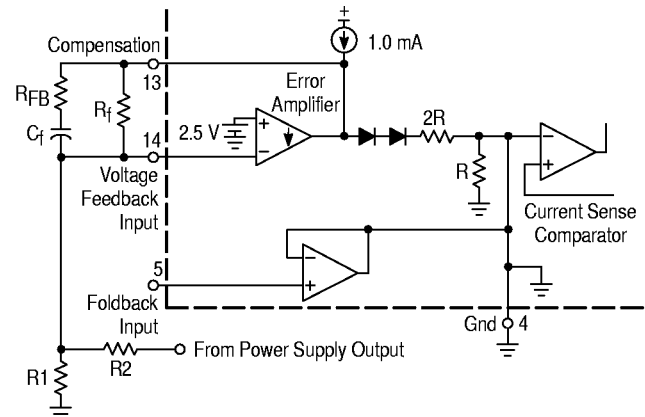 +
Compensation
1.0 mA
13
RFB
Error
Amplifier
Rf
Cf
14
2.5 V
+
−
2R
R
−
+
Voltage
Feedback
Input
Current Sense
Comparator
−
+
5
Foldback
Input
Gnd
4
From Power Supply Output
R2
R1